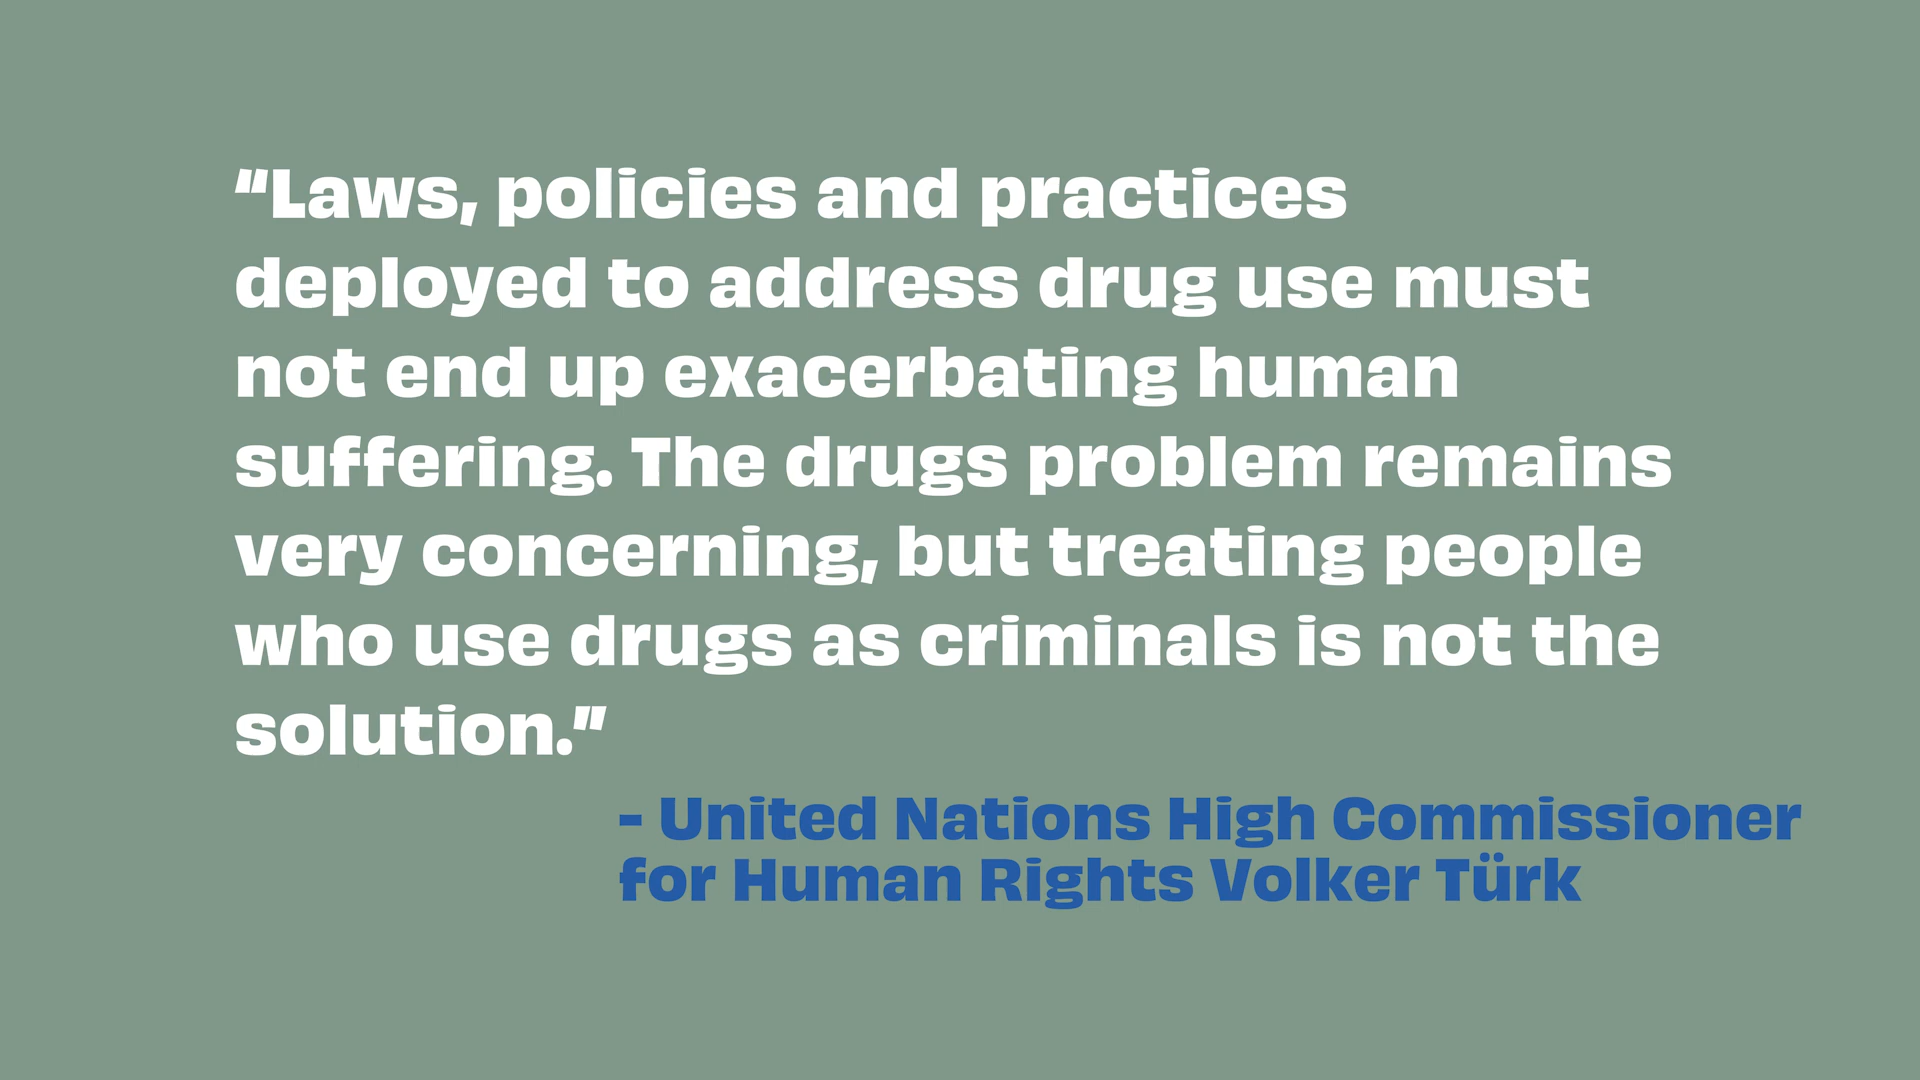 “Laws, policies and practices
deployed to address drug use must
not end up exacerbating human
suffering. The drugs problem remains
very concerning, but treating people
who use drugs as criminals is not the
solution.”
- United Nations High Commissioner
for Human Rights Volker Türk